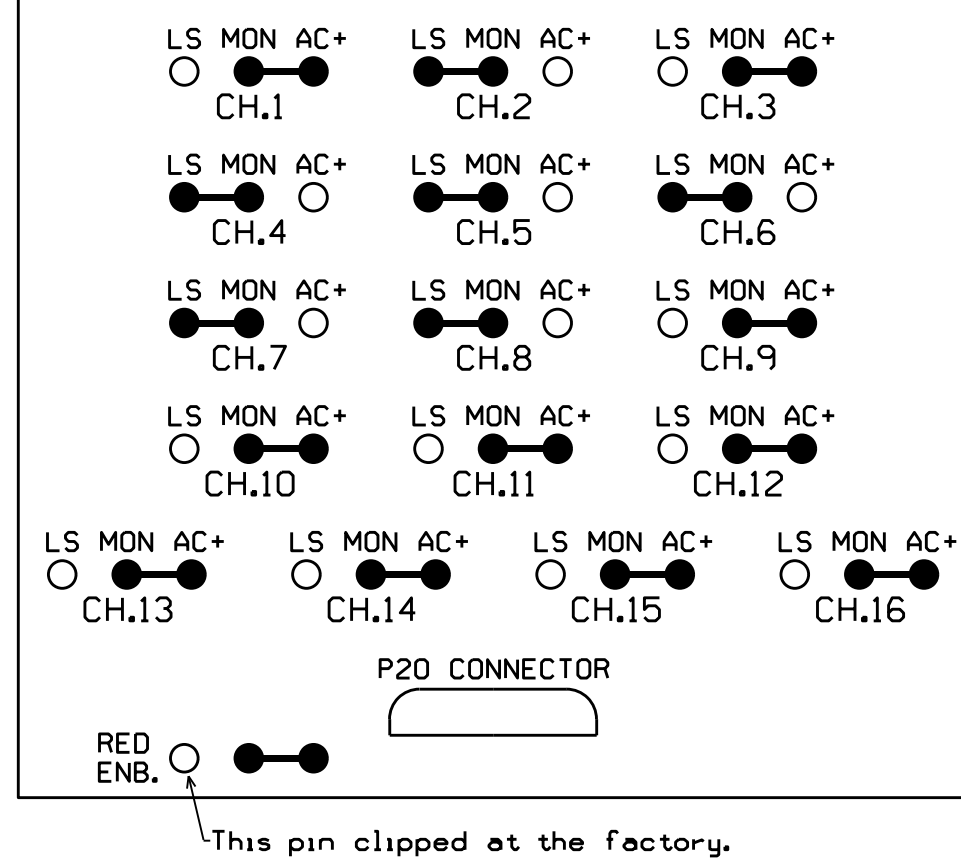 LS MON AC+ LS MON AC+ LS MON AC+
CH.1 CH.2 CH.3
LS MON AC+ LS MON AC+ LS MON AC+
CH.4 CH.5 CH.6
LS MON AC+ LS MON AC+ LS MON AC+
CH.7 CH.8 CH.9
LS MON AC+ LS MON AC+ LS MON AC+
CH.10 CH.11 CH.12
LS MON AC+ LS MON AC+ LS MON AC+ LS MON AC+
CH.13 CH.14 CH.15 CH.16
P20 CONNECTOR
RED
ENB.
This pin clipped at the factory.